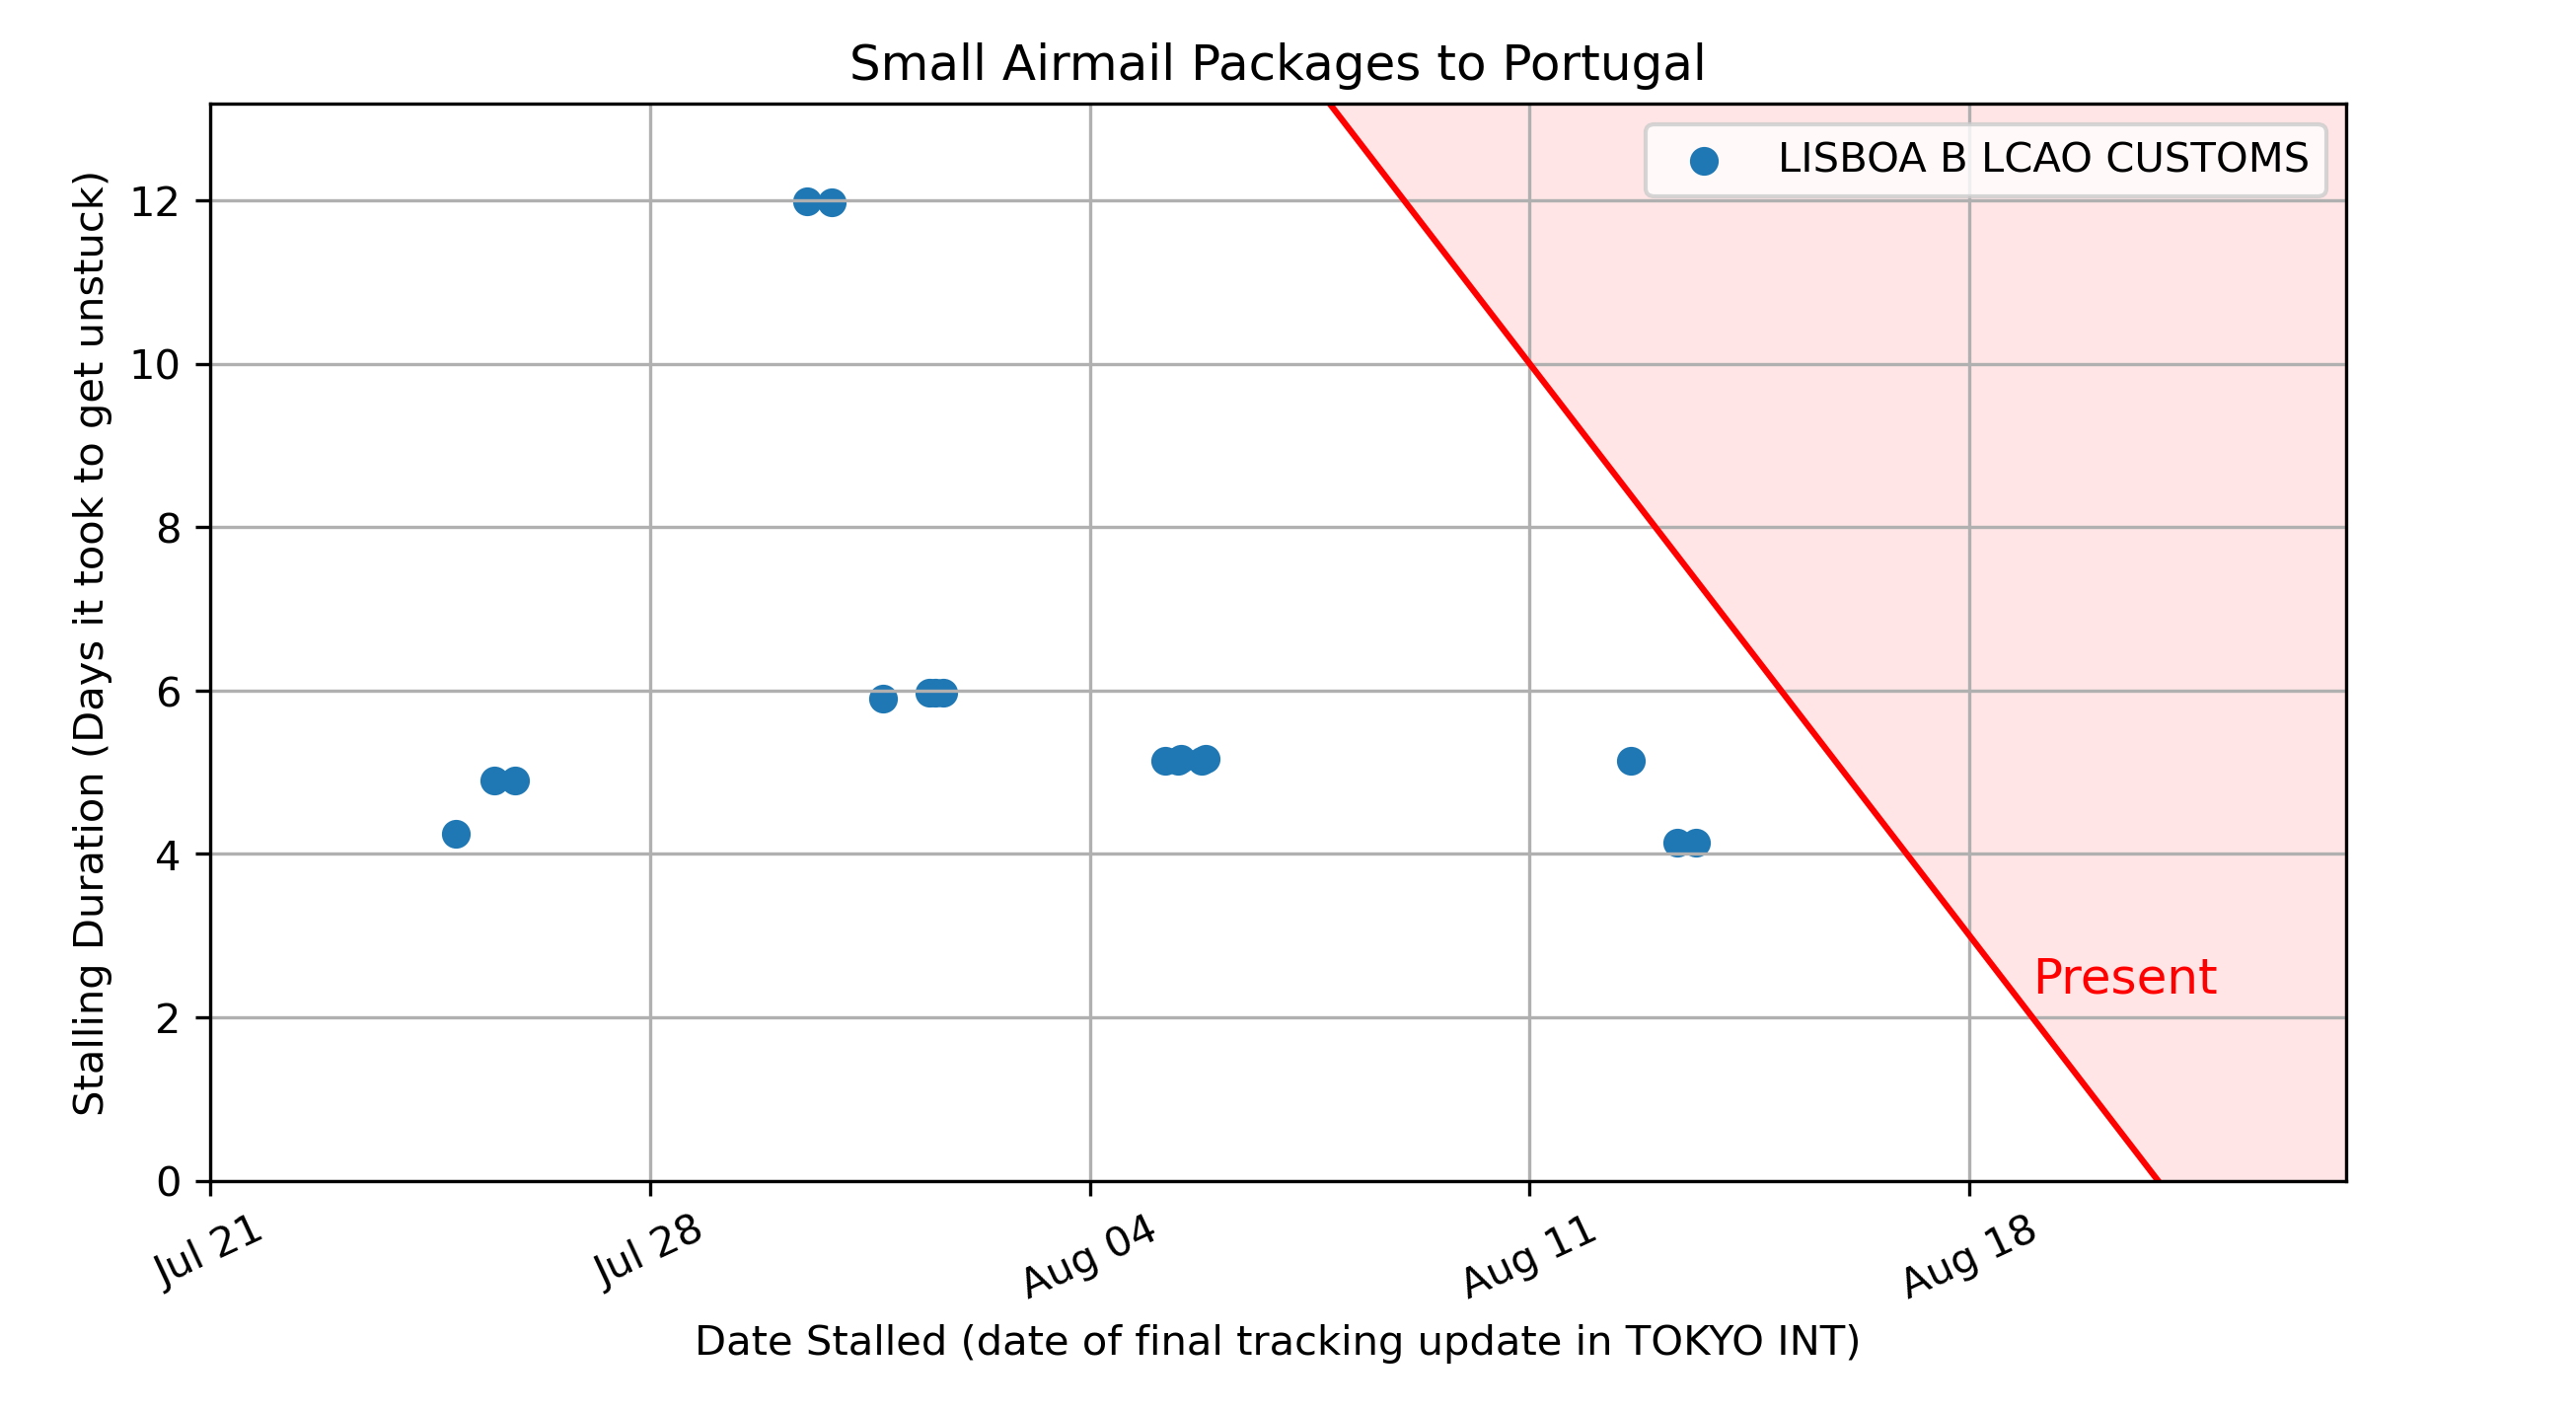 Small Airmail Packages to Portugal
LISBOA B LCAO CUSTOMS
Stalling Duration (Days it took to get unstuck)
12
10
8
6
4
2
0
Present
Jul 21
Jul 28
Aug 04
Aug 11
Aug 18
Date Stalled (date of final tracking update in TOKYO INT)